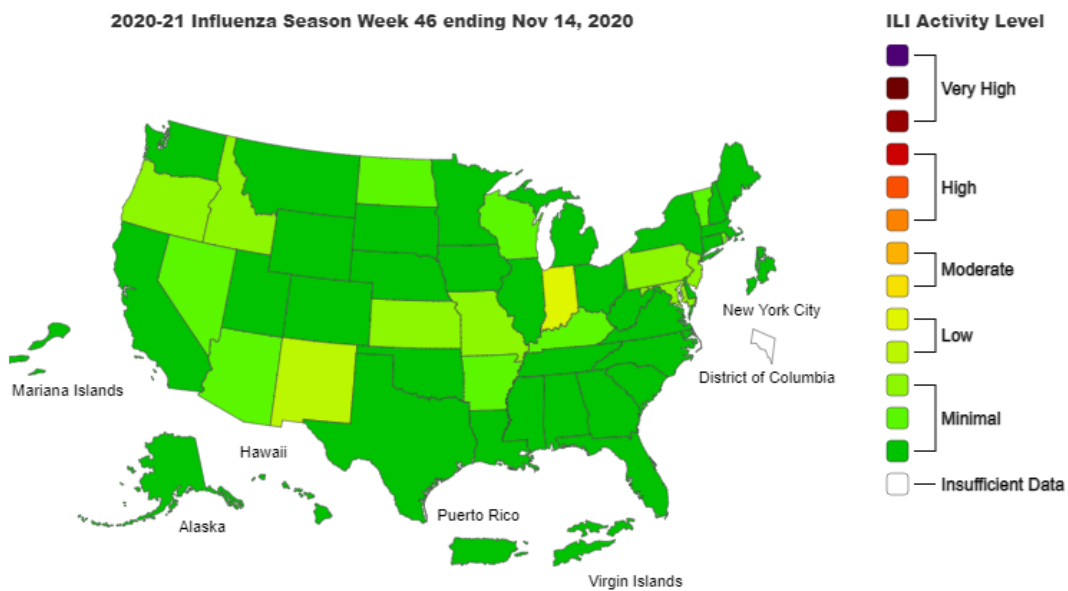 2020-21 Influenza Season Week 46 ending Nov 14, 2020
ILI Activity Level
Very High
High
Moderate
Low
Minimal
Insufficient Data
New York City
District of Columbia
Mariana Islands
Hawaii
Alaska
Puerto Rico
Virgin Islands